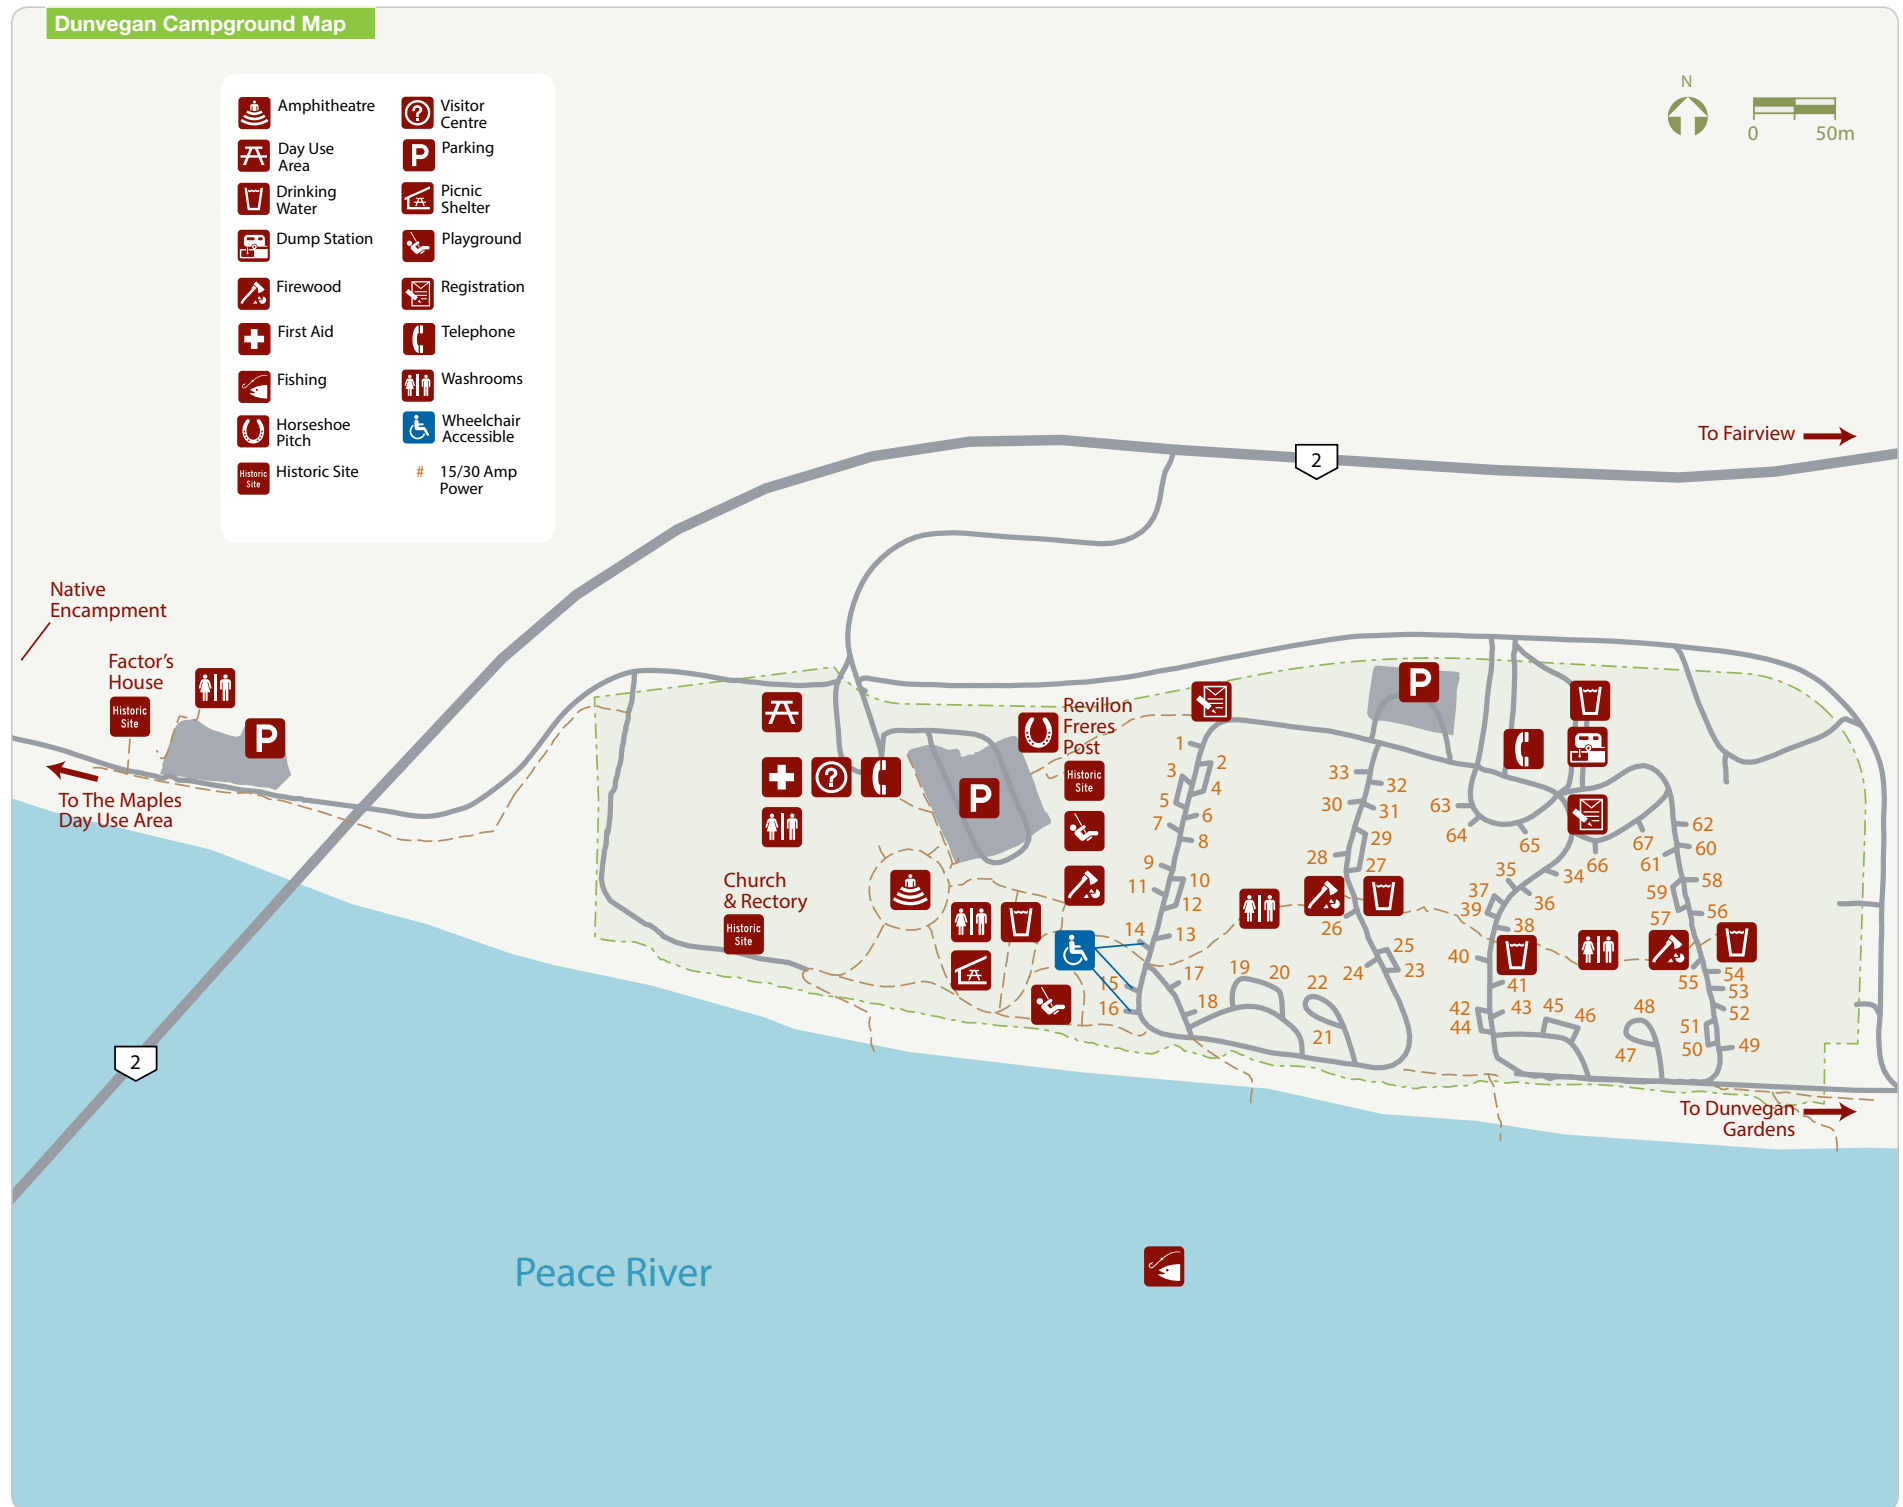 Dunvegan Campground Map
Amphitheatre
Day Use
Area
Drinking
Water
Dump Station
Firewood
First Aid
Fishing
Horseshoe
Pitch
Historic
Site
Historic Site
Visitor
Centre
P
Parking
Picnic
Shelter
Playground
Registration
Telephone
Washrooms
Wheelchair
Accessible
#
15/30 Amp
Power
?
N
0
50m
To Fairview
2
Native
Encampment
Factor's
House
Historic
Site
P
To The Maples
Day Use Area
2
Church
& Rectory
Historic
Site
?
P
Revillon
Freres
Post
Historic
Site
P
1
2
3
4
5
6
7
8
9
10
11
12
13
14
15
16
17
18
19
20
21
22
23
24
25
26
27
28
29
30
31
32
33
34
35
36
37
38
39
40
41
42
43
44
45
46
47
48
49
50
51
52
53
54
55
56
57
58
59
60
61
62
63
64
65
66
67
To Dunvegan
Gardens
Peace River